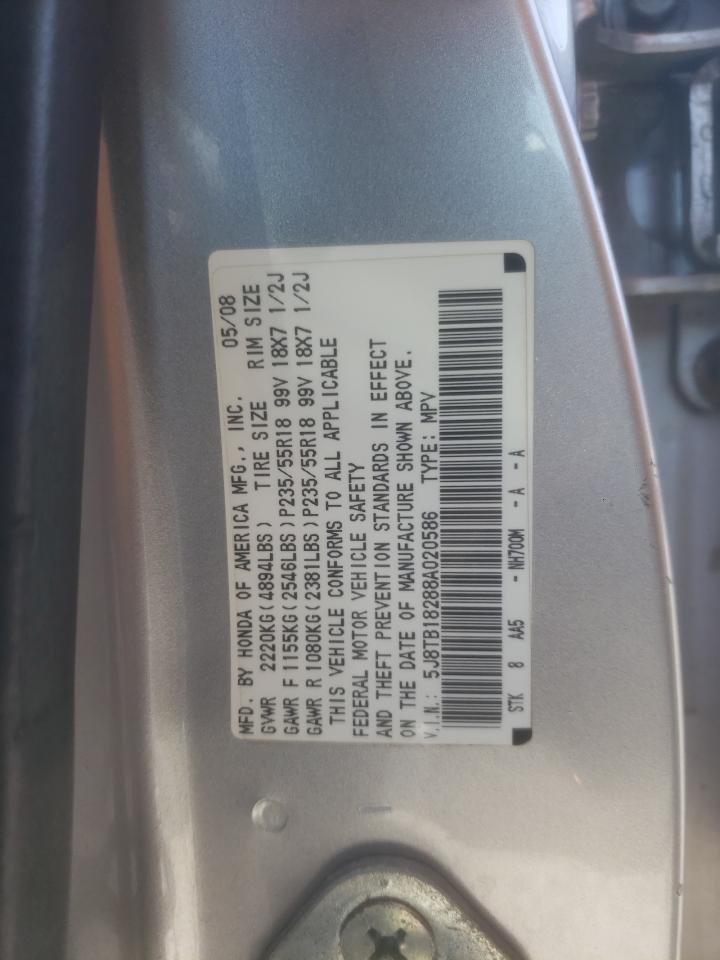 MFD. BY HONDA OF AMERICA MFG., INC. 05/08
GVWR 2220KG(4894LBS) TIRE SIZE RIM SIZE
GAWR F 1155KG(2546LBS)P235/55R18 99V 18X7 1/2J
GAWR R 1080KG(2381LBS)P235/55R18 99V 18X7 1/2J
THIS VEHICLE CONFORMS TO ALL APPLICABLE
FEDERAL MOTOR VEHICLE SAFETY
AND THEFT PREVENTION STANDARDS IN EFFECT
ON THE DATE OF MANUFACTURE SHOWN ABOVE.
V.I.N.: 5J8TB18288A020586 TYPE: MPV
STK 8 AA5 - NH700M - A - A